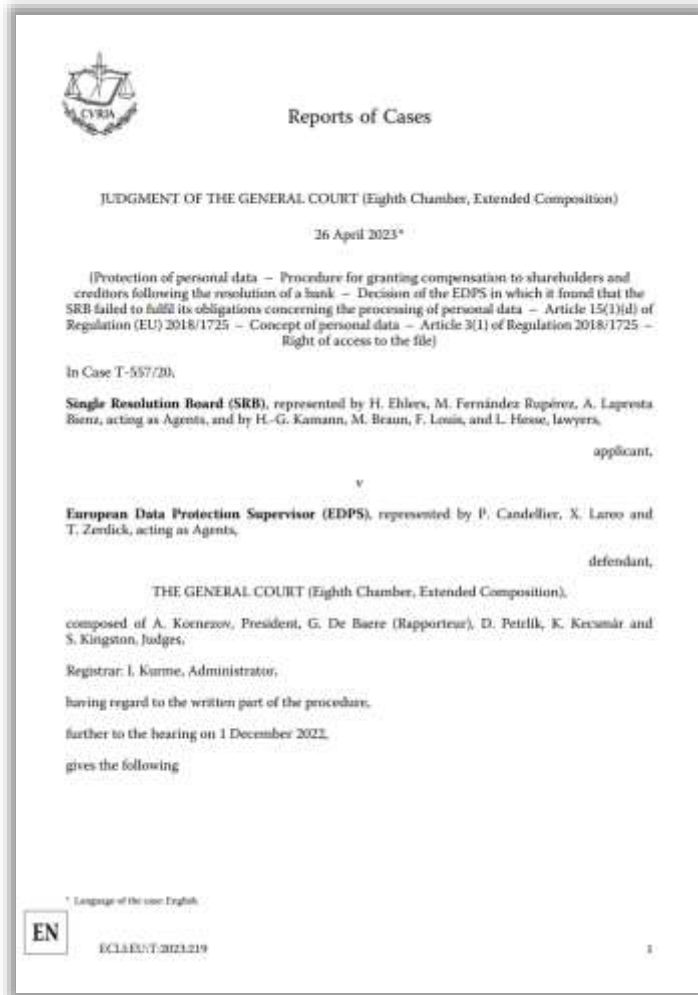 CVRIA
Reports of Cases
JUDGMENT OF THE GENERAL COURT (Eighth Chamber, Extended Composition)
26 April 2023*
(Protection of personal data – Procedure for granting compensation to shareholders and
creditors following the resolution of a bank – Decision of the EDPS in which it found that the
SRB failed to fulfil its obligations concerning the processing of personal data – Article 15(1)(d) of
Regulation (EU) 2018/1725 – Concept of personal data – Article 3(1) of Regulation 2018/1725 –
Right of access to the file)
In Case T-557/20,
Single Resolution Board (SRB), represented by H. Ehlers, M. Fernández Rupérez, A. Lapresta
Bienz, acting as Agents, and by H.-G. Kamann, M. Braun, F. Louis, and L. Hesse, lawyers,
applicant,
v
European Data Protection Supervisor (EDPS), represented by P. Candellier, X. Lareo and
T. Zerdick, acting as Agents,
defendant,
THE GENERAL COURT (Eighth Chamber, Extended Composition),
composed of A. Kornezov, President, G. De Baere (Rapporteur), D. Petrlík, K. Kecsmár and
S. Kingston, Judges,
Registrar: I. Kurme, Administrator,
having regard to the written part of the procedure,
further to the hearing on 1 December 2022,
gives the following
* Language of the case: English.
EN
ECLI:EU:T:2023:219 1